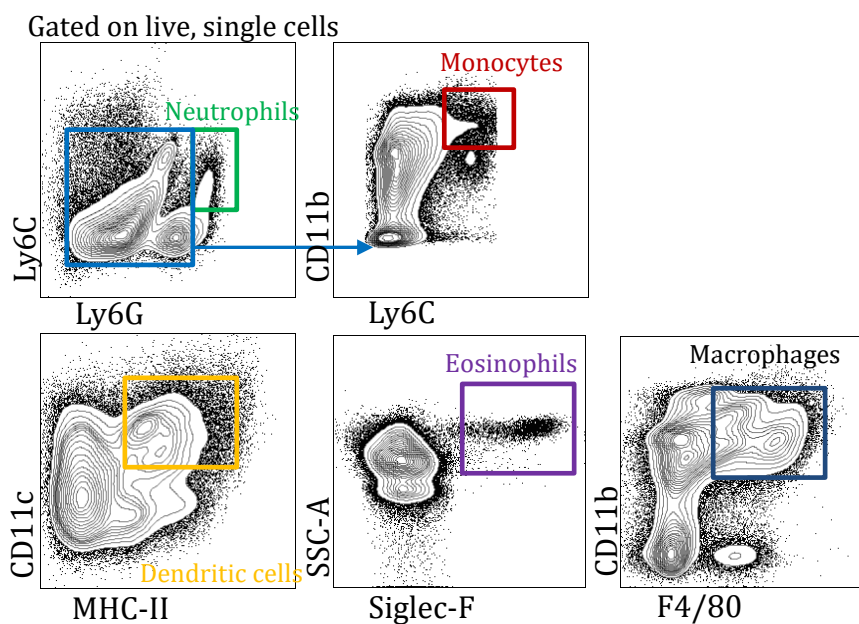 Gated on live, single cells
Neutrophils
Ly6C
Ly6G
Monocytes
CD11b
Ly6C
CD11c
Dendritic cells
MHC-II
Eosinophils
SSC-A
Siglec-F
Macrophages
CD11b
F4/80